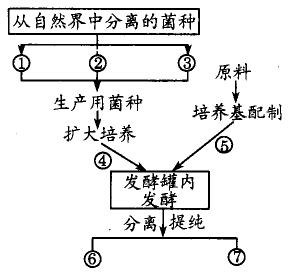 从自然界中分离的菌种
① ② ③
原料
生产用菌种
培养基配制
扩大培养
④ ⑤
发酵罐内
发酵
分离 提纯
⑥ ⑦